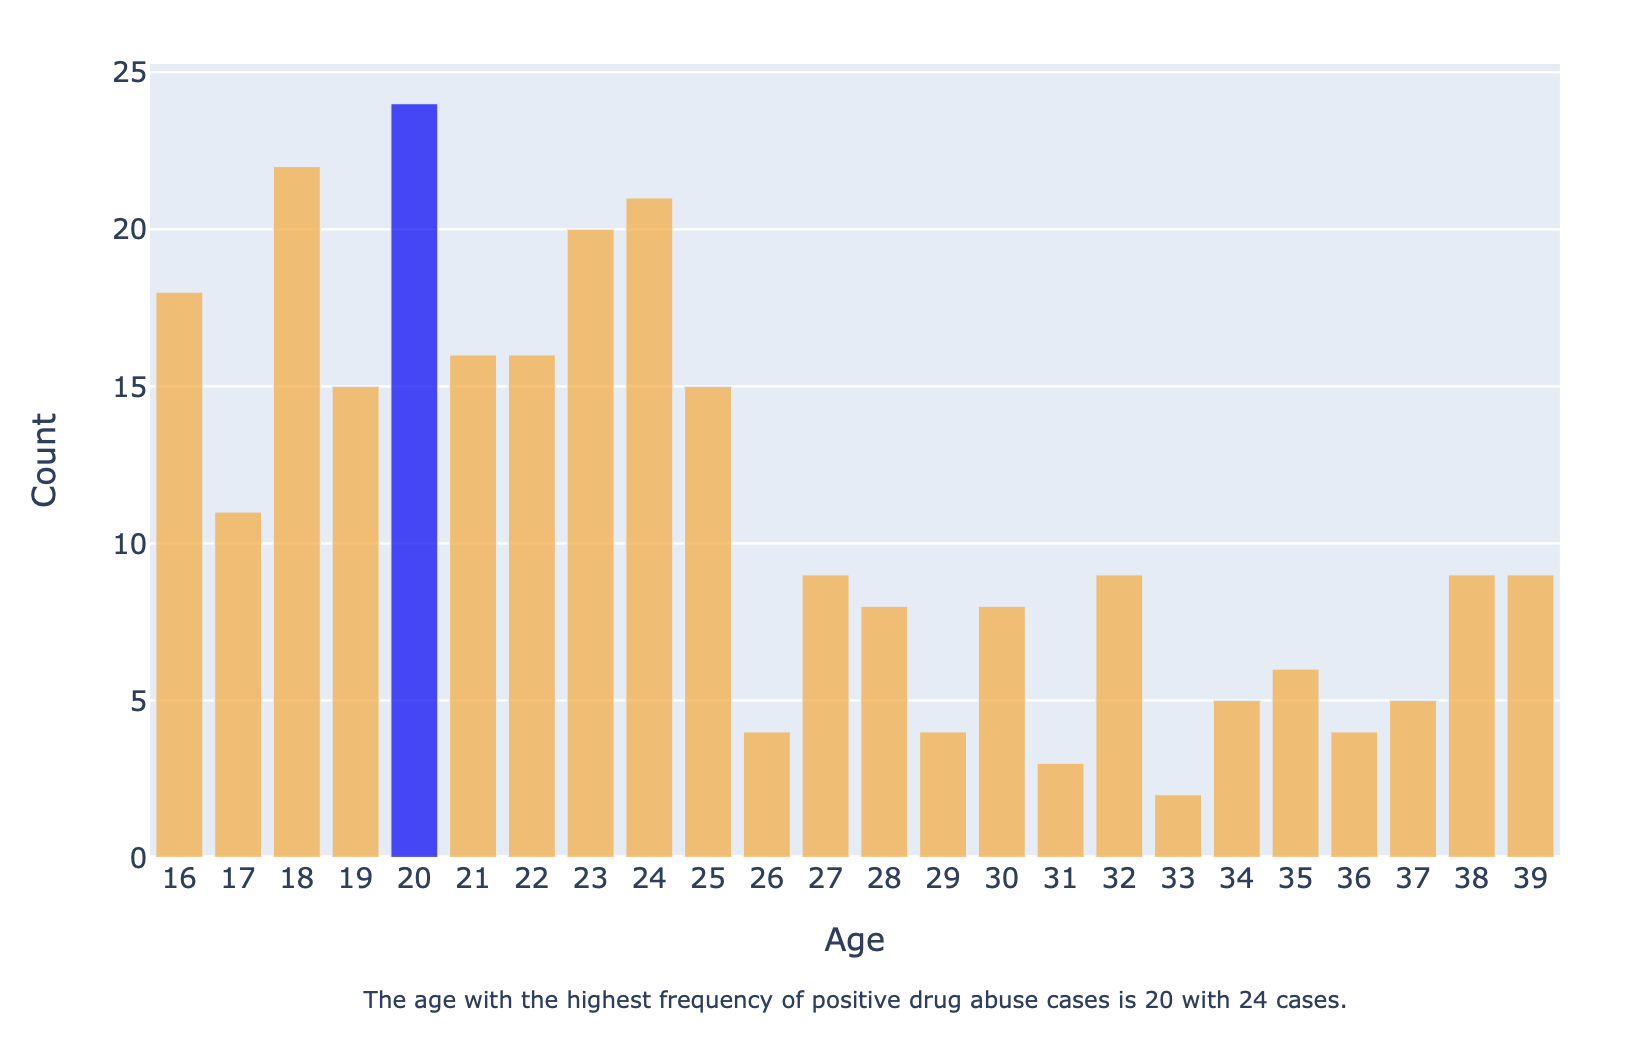 25
20
15
10
5
0
Count
16 17 18 19 20 21 22 23 24 25 26 27 28 29 30 31 32 33 34 35 36 37 38 39
Age
The age with the highest frequency of positive drug abuse cases is 20 with 24 cases.